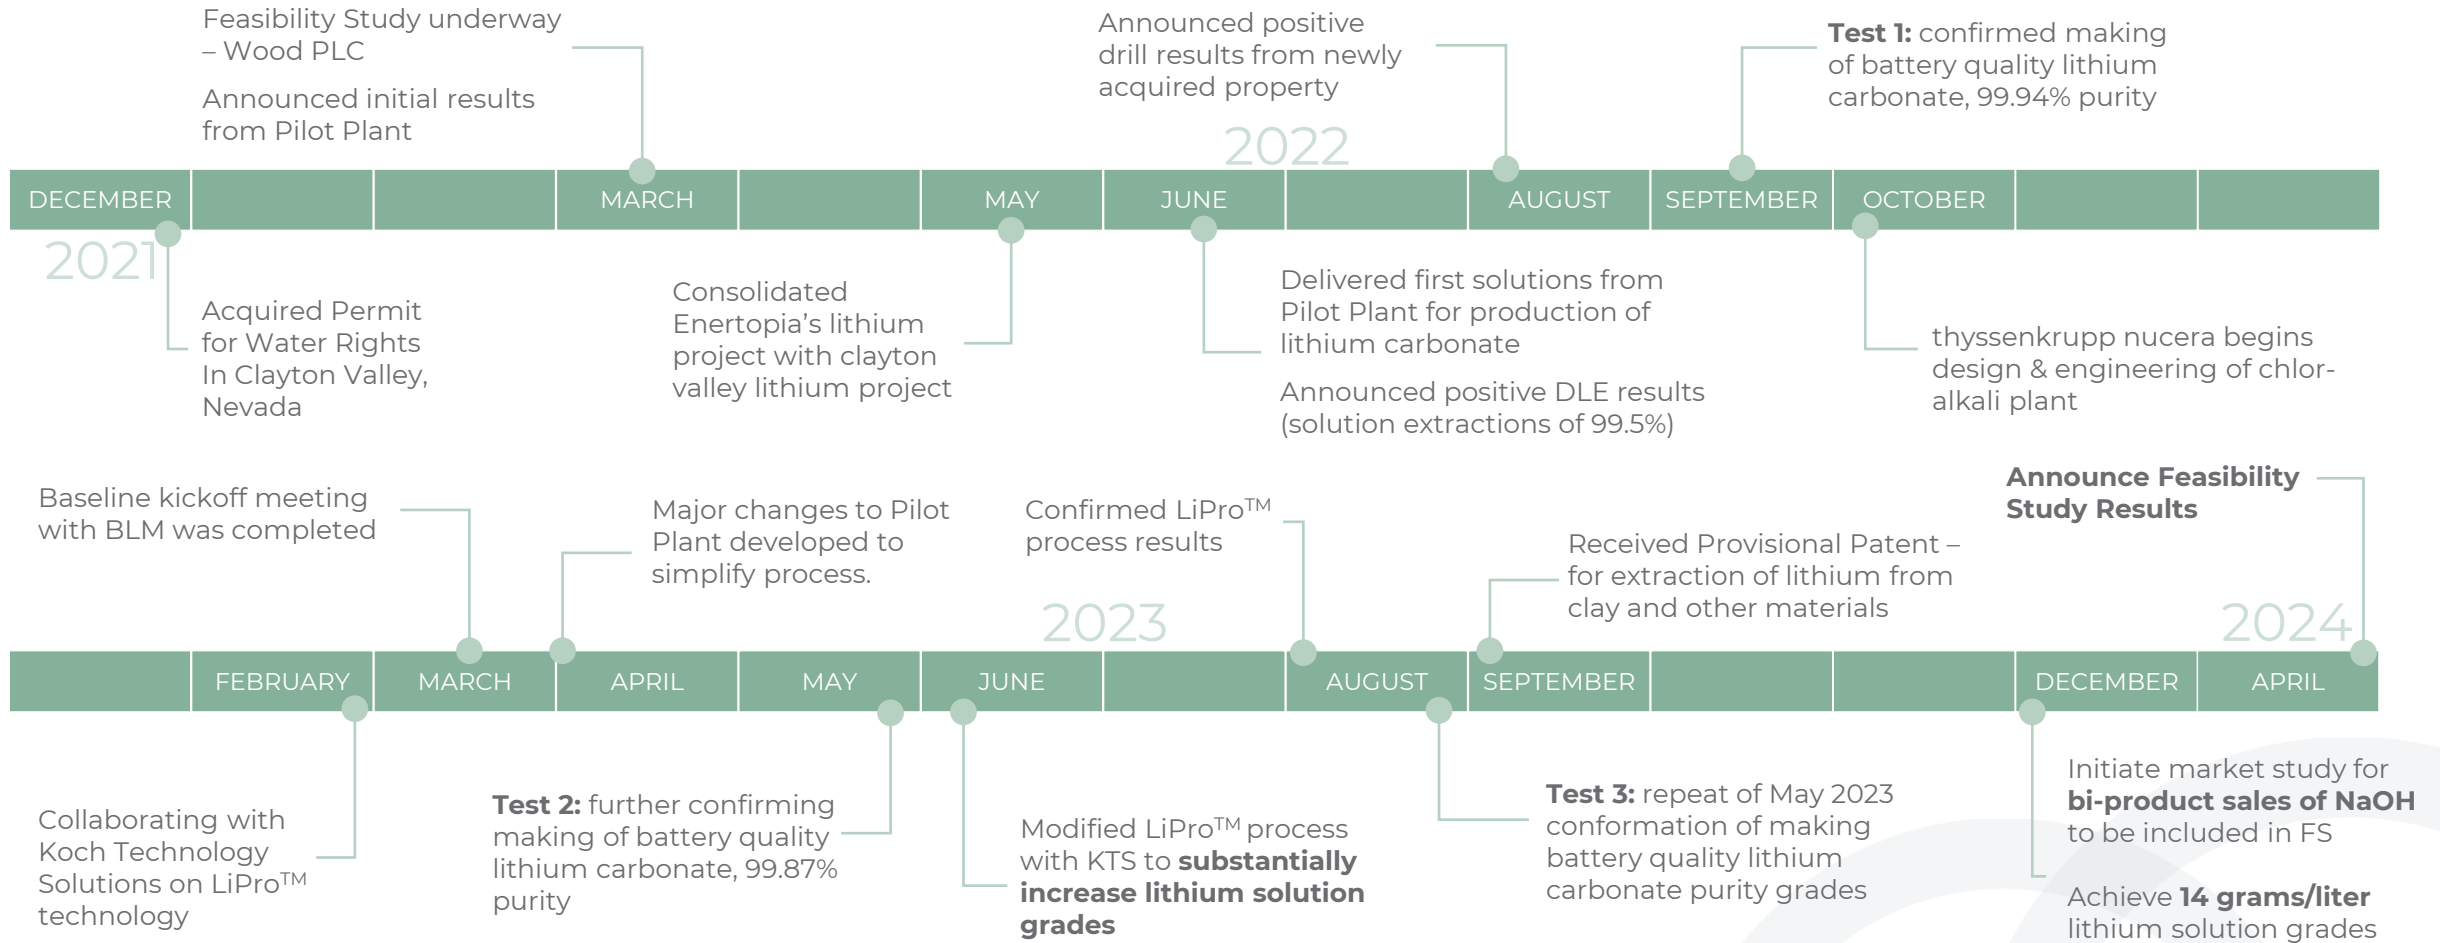 Feasibility Study underway
– Wood PLC
Announced initial results
from Pilot Plant
Announced positive
drill results from newly
acquired property
Test 1: confirmed making
of battery quality lithium
carbonate, 99.94% purity
2022
DECEMBER
MARCH
MAY
JUNE
AUGUST
SEPTEMBER
OCTOBER
2021
Acquired Permit
for Water Rights
In Clayton Valley,
Nevada
Consolidated
Enertopia’s lithium
project with clayton
valley lithium project
Delivered first solutions from
Pilot Plant for production of
lithium carbonate
Announced positive DLE results
(solution extractions of 99.5%)
thyssenkrupp nucera begins
design & engineering of chlor-
alkali plant
Baseline kickoff meeting
with BLM was completed
Major changes to Pilot
Plant developed to
simplify process.
Confirmed LiPro™
process results
Received Provisional Patent –
for extraction of lithium from
clay and other materials
Announce Feasibility
Study Results
2023
2024
FEBRUARY
MARCH
APRIL
MAY
JUNE
AUGUST
SEPTEMBER
DECEMBER
APRIL
Collaborating with
Koch Technology
Solutions on LiPro™
technology
Test 2: further confirming
making of battery quality
lithium carbonate, 99.87%
purity
Modified LiPro™ process
with KTS to substantially
increase lithium solution
grades
Test 3: repeat of May 2023
conformation of making
battery quality lithium
carbonate purity grades
Initiate market study for
bi-product sales of NaOH
to be included in FS
Achieve 14 grams/liter
lithium solution grades